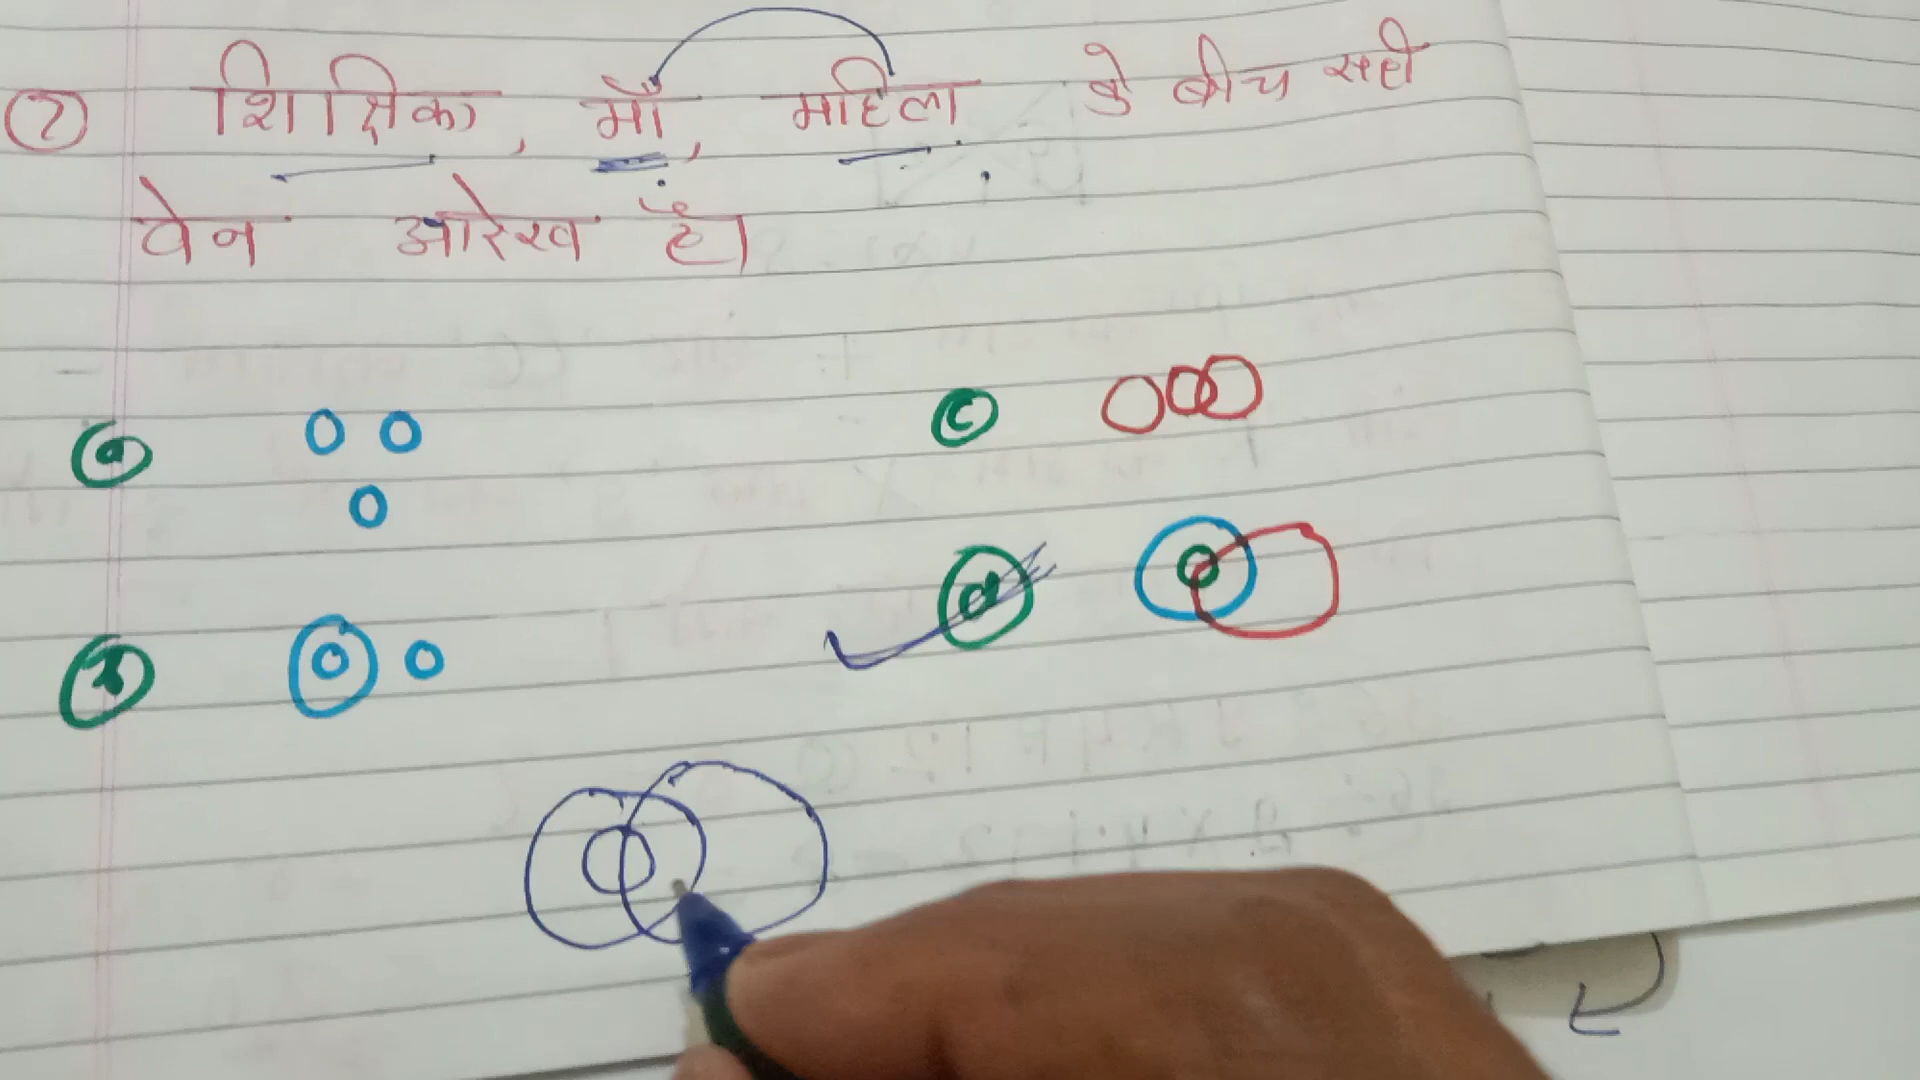 7 शिक्षिका, माँ, महिला के बीच सही
वेन आरेख है।
a
c
b
d